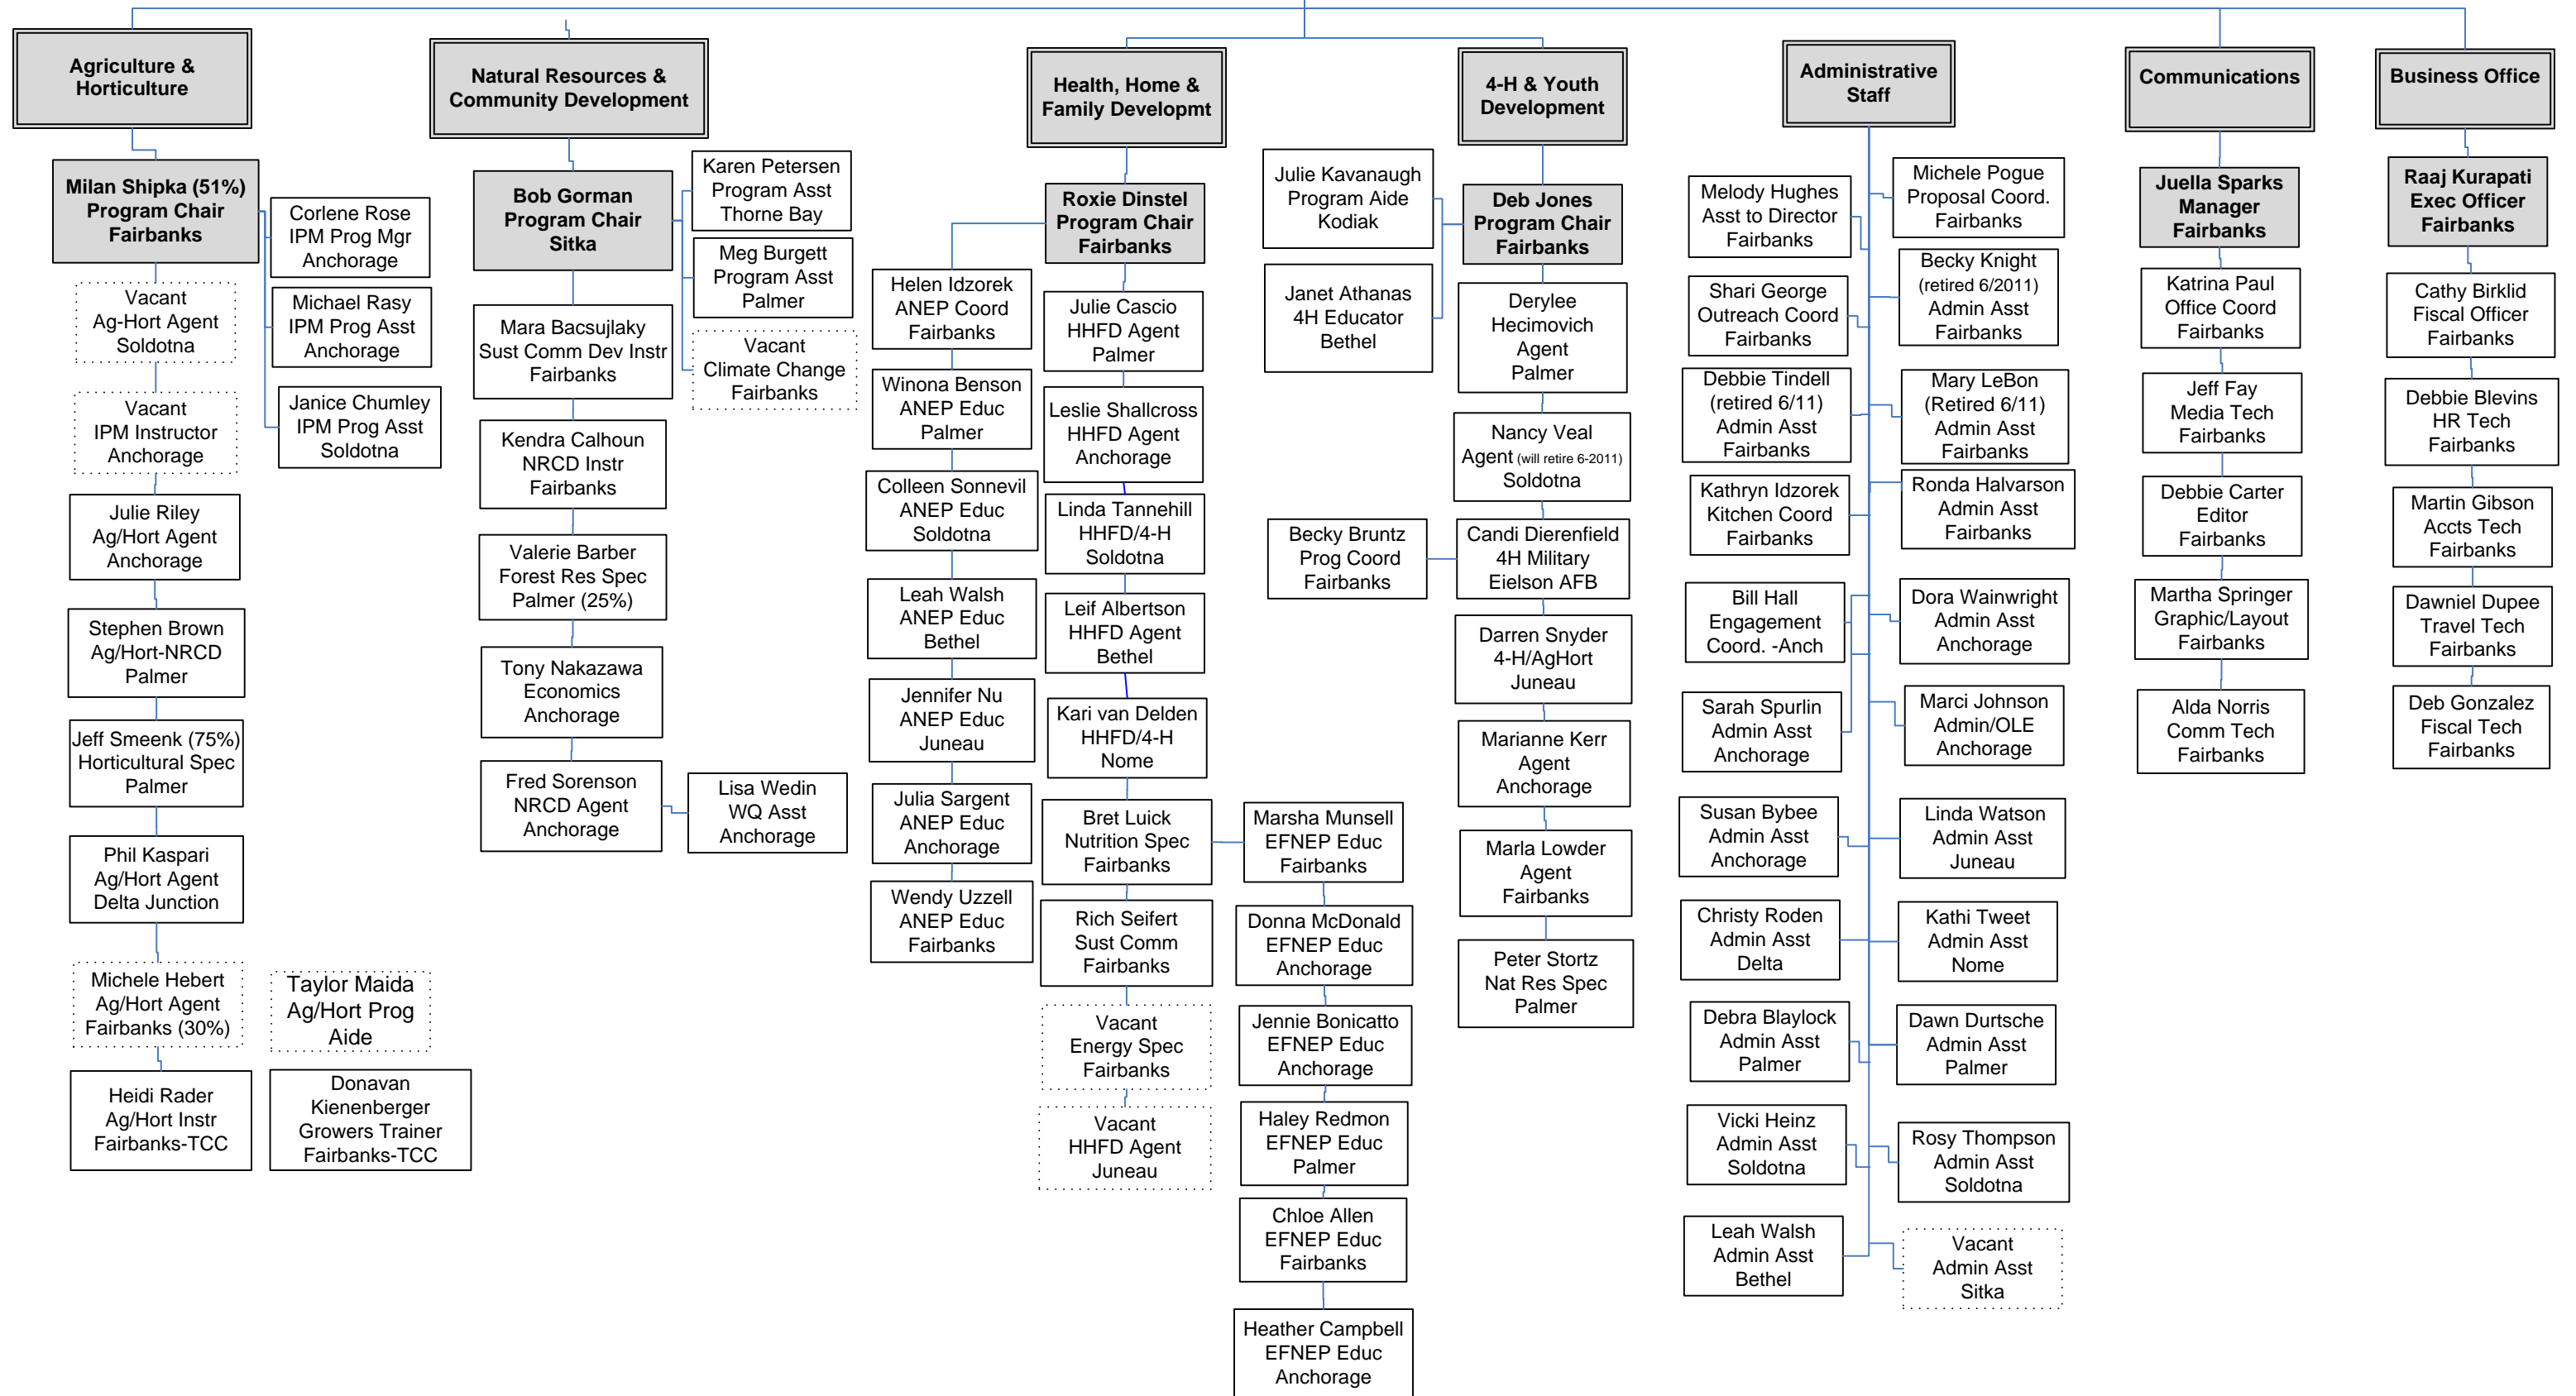 Agriculture &
Horticulture
Milan Shipka (51%)
Program Chair
Fairbanks
Corlene Rose
IPM Prog Mgr
Anchorage
Vacant
Ag-Hort Agent
Soldotna
Michael Rasy
IPM Prog Asst
Anchorage
Vacant
IPM Instructor
Anchorage
Janice Chumley
IPM Prog Asst
Soldotna
Julie Riley
Ag/Hort Agent
Anchorage
Stephen Brown
Ag/Hort-NRCD
Palmer
Jeff Smeenk (75%)
Horticultural Spec
Palmer
Phil Kaspari
Ag/Hort Agent
Delta Junction
Michele Hebert
Ag/Hort Agent
Fairbanks (30%)
Taylor Maida
Ag/Hort Prog
Aide
Heidi Rader
Ag/Hort Instr
Fairbanks-TCC
Donavan
Kienenberger
Growers Trainer
Fairbanks-TCC
Natural Resources &
Community Development
Bob Gorman
Program Chair
Sitka
Karen Petersen
Program Asst
Thorne Bay
Meg Burgett
Program Asst
Palmer
Vacant
Climate Change
Fairbanks
Mara Bacsujlaky
Sust Comm Dev Instr
Fairbanks
Kendra Calhoun
NRCD Instr
Fairbanks
Valerie Barber
Forest Res Spec
Palmer (25%)
Tony Nakazawa
Economics
Anchorage
Fred Sorenson
NRCD Agent
Anchorage
Lisa Wedin
WQ Asst
Anchorage
Health, Home &
Family Developmt
Roxie Dinstel
Program Chair
Fairbanks
Helen Idzorek
ANEP Coord
Fairbanks
Winona Benson
ANEP Educ
Palmer
Colleen Sonnevil
ANEP Educ
Soldotna
Leah Walsh
ANEP Educ
Bethel
Jennifer Nu
ANEP Educ
Juneau
Julia Sargent
ANEP Educ
Anchorage
Wendy Uzzell
ANEP Educ
Fairbanks
Julie Cascio
HHFD Agent
Palmer
Leslie Shallcross
HHFD Agent
Anchorage
Linda Tannehill
HHFD/4-H
Soldotna
Leif Albertson
HHFD Agent
Bethel
Kari van Delden
HHFD/4-H
Nome
Bret Luick
Nutrition Spec
Fairbanks
Rich Seifert
Sust Comm
Fairbanks
Vacant
Energy Spec
Fairbanks
Vacant
HHFD Agent
Juneau
Marsha Munsell
EFNEP Educ
Fairbanks
Donna McDonald
EFNEP Educ
Anchorage
Jennie Bonicatto
EFNEP Educ
Anchorage
Haley Redmon
EFNEP Educ
Palmer
Chloe Allen
EFNEP Educ
Fairbanks
Heather Campbell
EFNEP Educ
Anchorage
4-H & Youth
Development
Deb Jones
Program Chair
Fairbanks
Julie Kavanaugh
Program Aide
Kodiak
Janet Athanas
4H Educator
Bethel
Derylee
Hecimovich
Agent
Palmer
Nancy Veal
Agent (will retire 6-2011)
Soldotna
Becky Bruntz
Prog Coord
Fairbanks
Candi Dierenfield
4H Military
Eielson AFB
Darren Snyder
4-H/AgHort
Juneau
Marianne Kerr
Agent
Anchorage
Marla Lowder
Agent
Fairbanks
Peter Stortz
Nat Res Spec
Palmer
Administrative
Staff
Melody Hughes
Asst to Director
Fairbanks
Michele Pogue
Proposal Coord.
Fairbanks
Shari George
Outreach Coord
Fairbanks
Becky Knight
(retired 6/2011)
Admin Asst
Fairbanks
Debbie Tindell
(retired 6/11)
Admin Asst
Fairbanks
Mary LeBon
(Retired 6/11)
Admin Asst
Fairbanks
Kathryn Idzorek
Kitchen Coord
Fairbanks
Ronda Halvarson
Admin Asst
Fairbanks
Bill Hall
Engagement
Coord. -Anch
Dora Wainwright
Admin Asst
Anchorage
Sarah Spurlin
Admin Asst
Anchorage
Marci Johnson
Admin/OLE
Anchorage
Susan Bybee
Admin Asst
Anchorage
Linda Watson
Admin Asst
Juneau
Christy Roden
Admin Asst
Delta
Kathi Tweet
Admin Asst
Nome
Debra Blaylock
Admin Asst
Palmer
Dawn Durtsche
Admin Asst
Palmer
Vicki Heinz
Admin Asst
Soldotna
Rosy Thompson
Admin Asst
Soldotna
Leah Walsh
Admin Asst
Bethel
Vacant
Admin Asst
Sitka
Communications
Juella Sparks
Manager
Fairbanks
Katrina Paul
Office Coord
Fairbanks
Jeff Fay
Media Tech
Fairbanks
Debbie Carter
Editor
Fairbanks
Martha Springer
Graphic/Layout
Fairbanks
Alda Norris
Comm Tech
Fairbanks
Business Office
Raaj Kurapati
Exec Officer
Fairbanks
Cathy Birklid
Fiscal Officer
Fairbanks
Debbie Blevins
HR Tech
Fairbanks
Martin Gibson
Accts Tech
Fairbanks
Dawniel Dupee
Travel Tech
Fairbanks
Deb Gonzalez
Fiscal Tech
Fairbanks